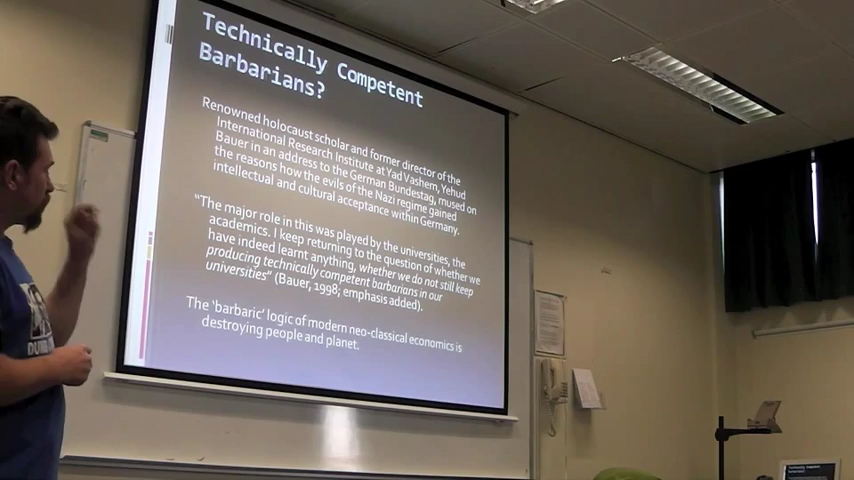 Technically Competent
Barbarians?
Renowned holocaust scholar and former director of the
International Research Institute at Yad Vashem, Yehud
Bauer in an address to the German Bundestag, mused on
the reasons how the evils of the Nazi regime gained
intellectual and cultural acceptance within Germany.
"The major role in this was played by the universities, the
academics. I keep returning to the question of whether we
have indeed learnt anything, whether we do not still keep
producing technically competent barbarians in our
universities" (Bauer, 1998; emphasis added).
The 'barbaric' logic of modern neo-classical economics is
destroying people and planet.